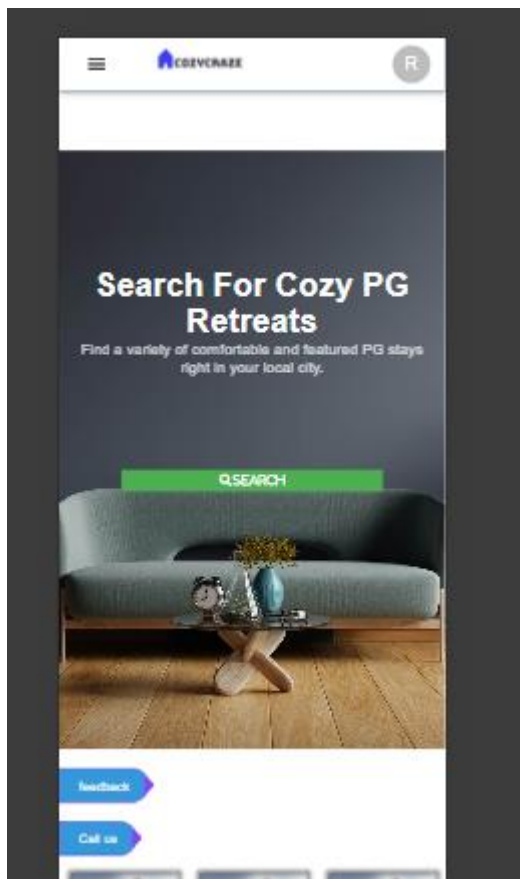 COZYCRAZE
R
Search For Cozy PG
Retreats
Find a variety of comfortable and featured PG stays
right in your local city.
SEARCH
feedback
Call us